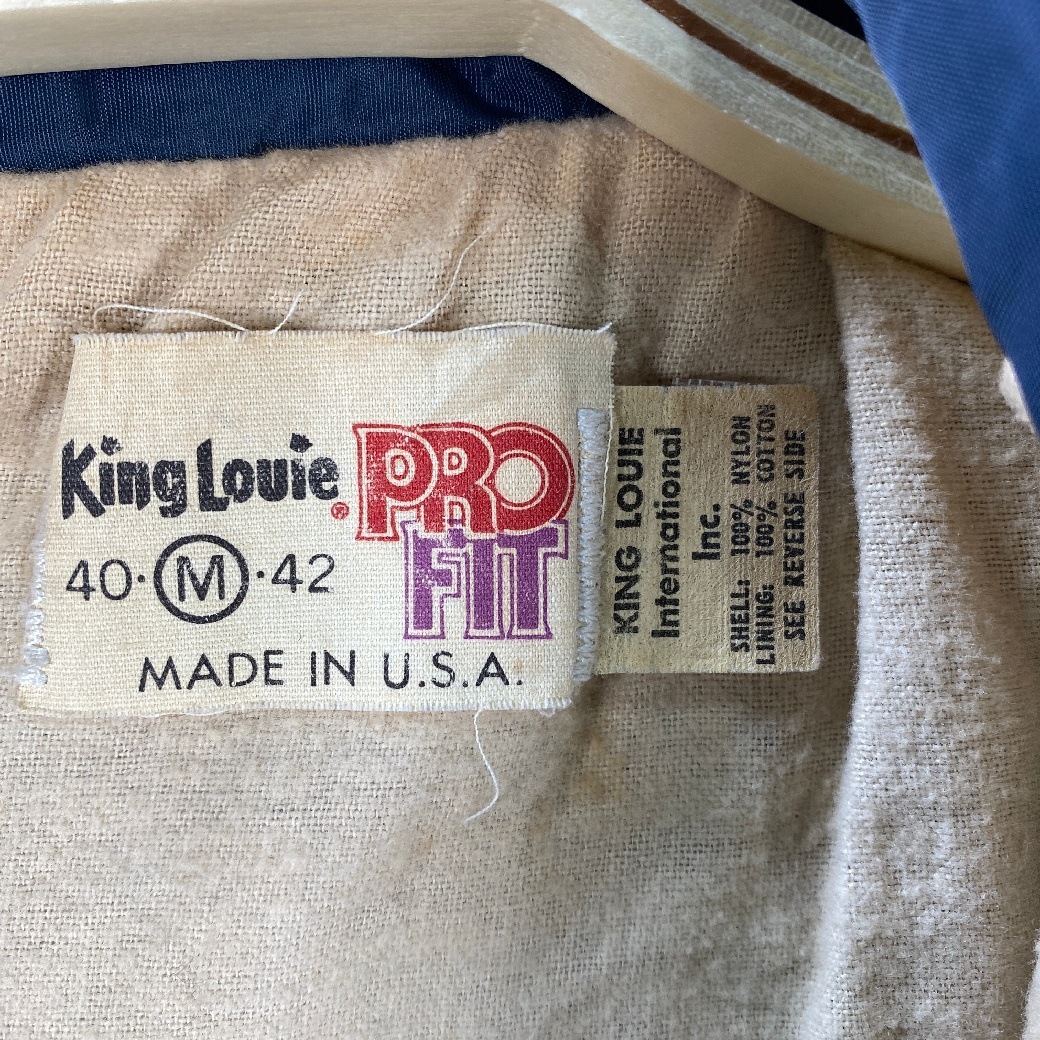 King Louie®
PRO
FIT
40·M·42
MADE IN U.S.A.
KING LOUIE
International
Inc.
SHELL: 100% NYLON
LINING: 100% COTTON
SEE REVERSE SIDE